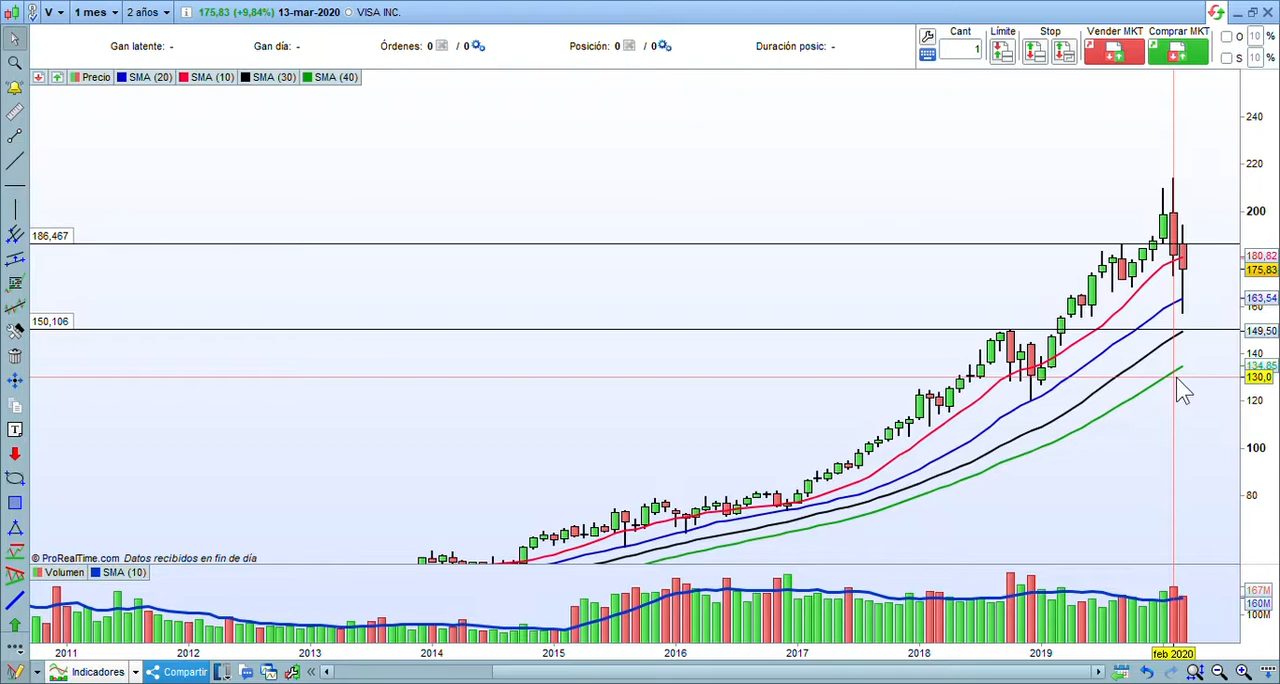 V 1 mes 2 años i 175,83 (+9,84%) 13-mar-2020 VISA INC.
Gan latente: - Gan día: - Órdenes: 0 / 0 Posición: 0 / 0 Duración posic: -
Cant Límite Stop Vender MKT Comprar MKT
1
O 10 %
S 10 %
Precio SMA (20) SMA (10) SMA (30) SMA (40)
240
220
200
186,467
180,82
175,83
163,54
160
150,106
149,50
140
134,85
130,0
120
100
80
© ProRealTime.com Datos recibidos en fin de día
Volumen SMA (10)
167M
160M
100M
2011 2012 2013 2014 2015 2016 2017 2018 2019 feb 2020
Indicadores Compartir